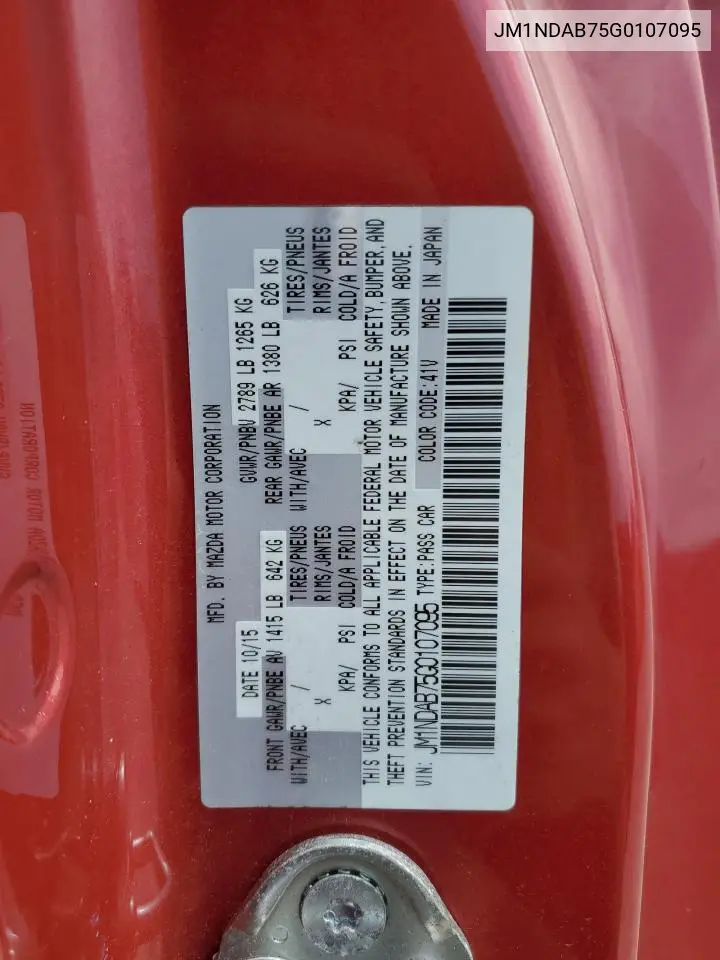 JM1NDAB75G0107095
MFD. BY MAZDA MOTOR CORPORATION
DATE 10/15 GVWR/PNBV 2789 LB 1265 KG
FRONT GAWR/PNBE AV 1415 LB 642 KG REAR GAWR/PNBE AR 1380 LB 626 KG
WITH/AVEC / TIRES/PNEUS WITH/AVEC / TIRES/PNEUS
X RIMS/JANTES X RIMS/JANTES
KPA/ PSI COLD/A FROID KPA/ PSI COLD/A FROID
THIS VEHICLE CONFORMS TO ALL APPLICABLE FEDERAL MOTOR VEHICLE SAFETY, BUMPER, AND
THEFT PREVENTION STANDARDS IN EFFECT ON THE DATE OF MANUFACTURE SHOWN ABOVE.
VIN: JM1NDAB75G0107095 TYPE:PASS CAR COLOR CODE:41V MADE IN JAPAN